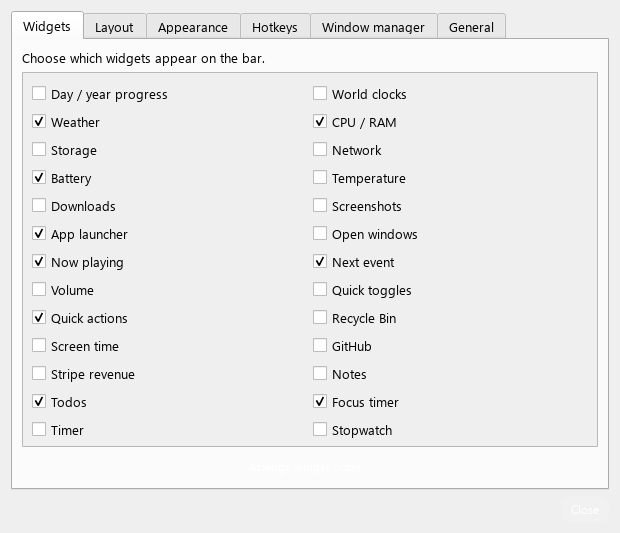 Widgets
Layout
Appearance
Hotkeys
Window manager
General
Choose which widgets appear on the bar.
Day / year progress
World clocks
Weather
CPU / RAM
Storage
Network
Battery
Temperature
Downloads
Screenshots
App launcher
Open windows
Now playing
Next event
Volume
Quick toggles
Quick actions
Recycle Bin
Screen time
GitHub
Stripe revenue
Notes
Todos
Focus timer
Timer
Stopwatch
Close